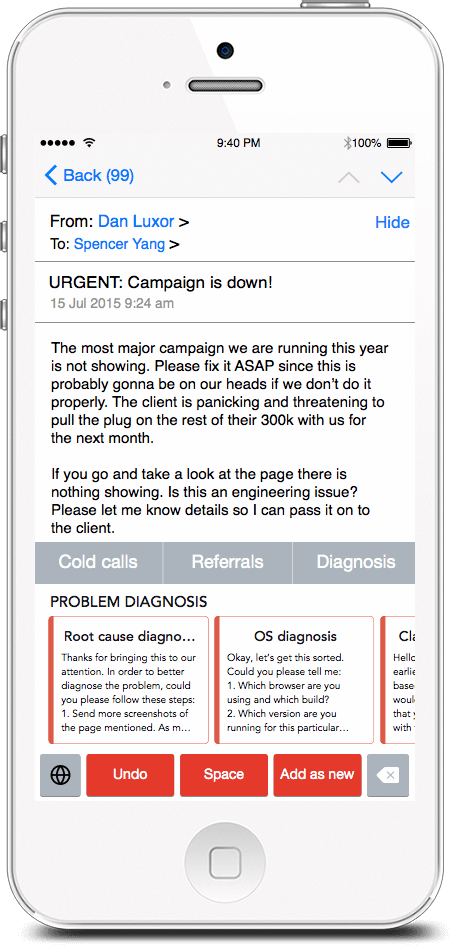 9:40 PM 100%
Back (99)
From: Dan Luxor > Hide
To: Spencer Yang >
URGENT: Campaign is down!
15 Jul 2015 9:24 am
The most major campaign we are running this year
is not showing. Please fix it ASAP since this is
probably gonna be on our heads if we don't do it
properly. The client is panicking and threatening to
pull the plug on the rest of their 300k with us for
the next month.
If you go and take a look at the page there is
nothing showing. Is this an engineering issue?
Please let me know details so I can pass it on to
the client.
Cold calls Referrals Diagnosis
PROBLEM DIAGNOSIS
Root cause diagno...
Thanks for bringing this to our
attention. In order to better
diagnose the problem, could
you please follow these steps:
1. Send more screenshots of
the page mentioned. As m...
OS diagnosis
Okay, let's get this sorted.
Could you please tell me:
1. Which browser are you
using and which build?
2. Which version are you
running for this particular...
Cla
Hello
earlie
base
woul
that y
with
Undo Space Add as new